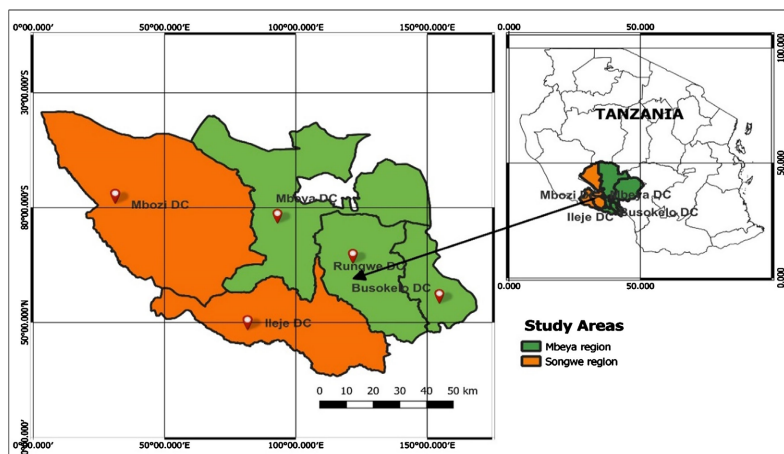 0°00.000′ 50°00.000′ 100°00.000′ 150°00.000′
30°00.000′S
80°00.000′S
50°00.000′N
0°00.000′ 50°00.000′ 100°00.000′ 150°00.000′
Mbozi DC
Mbeya DC
Rungwe DC
Busokelo DC
Ileje DC
0 10 20 30 40 50 km
0.000 50.000
100.000
50.000
0.000
TANZANIA
Mbozi DC
Mbeya DC
Ileje DC
Busokelo DC
0.000 50.000
Study Areas
Mbeya region
Songwe region